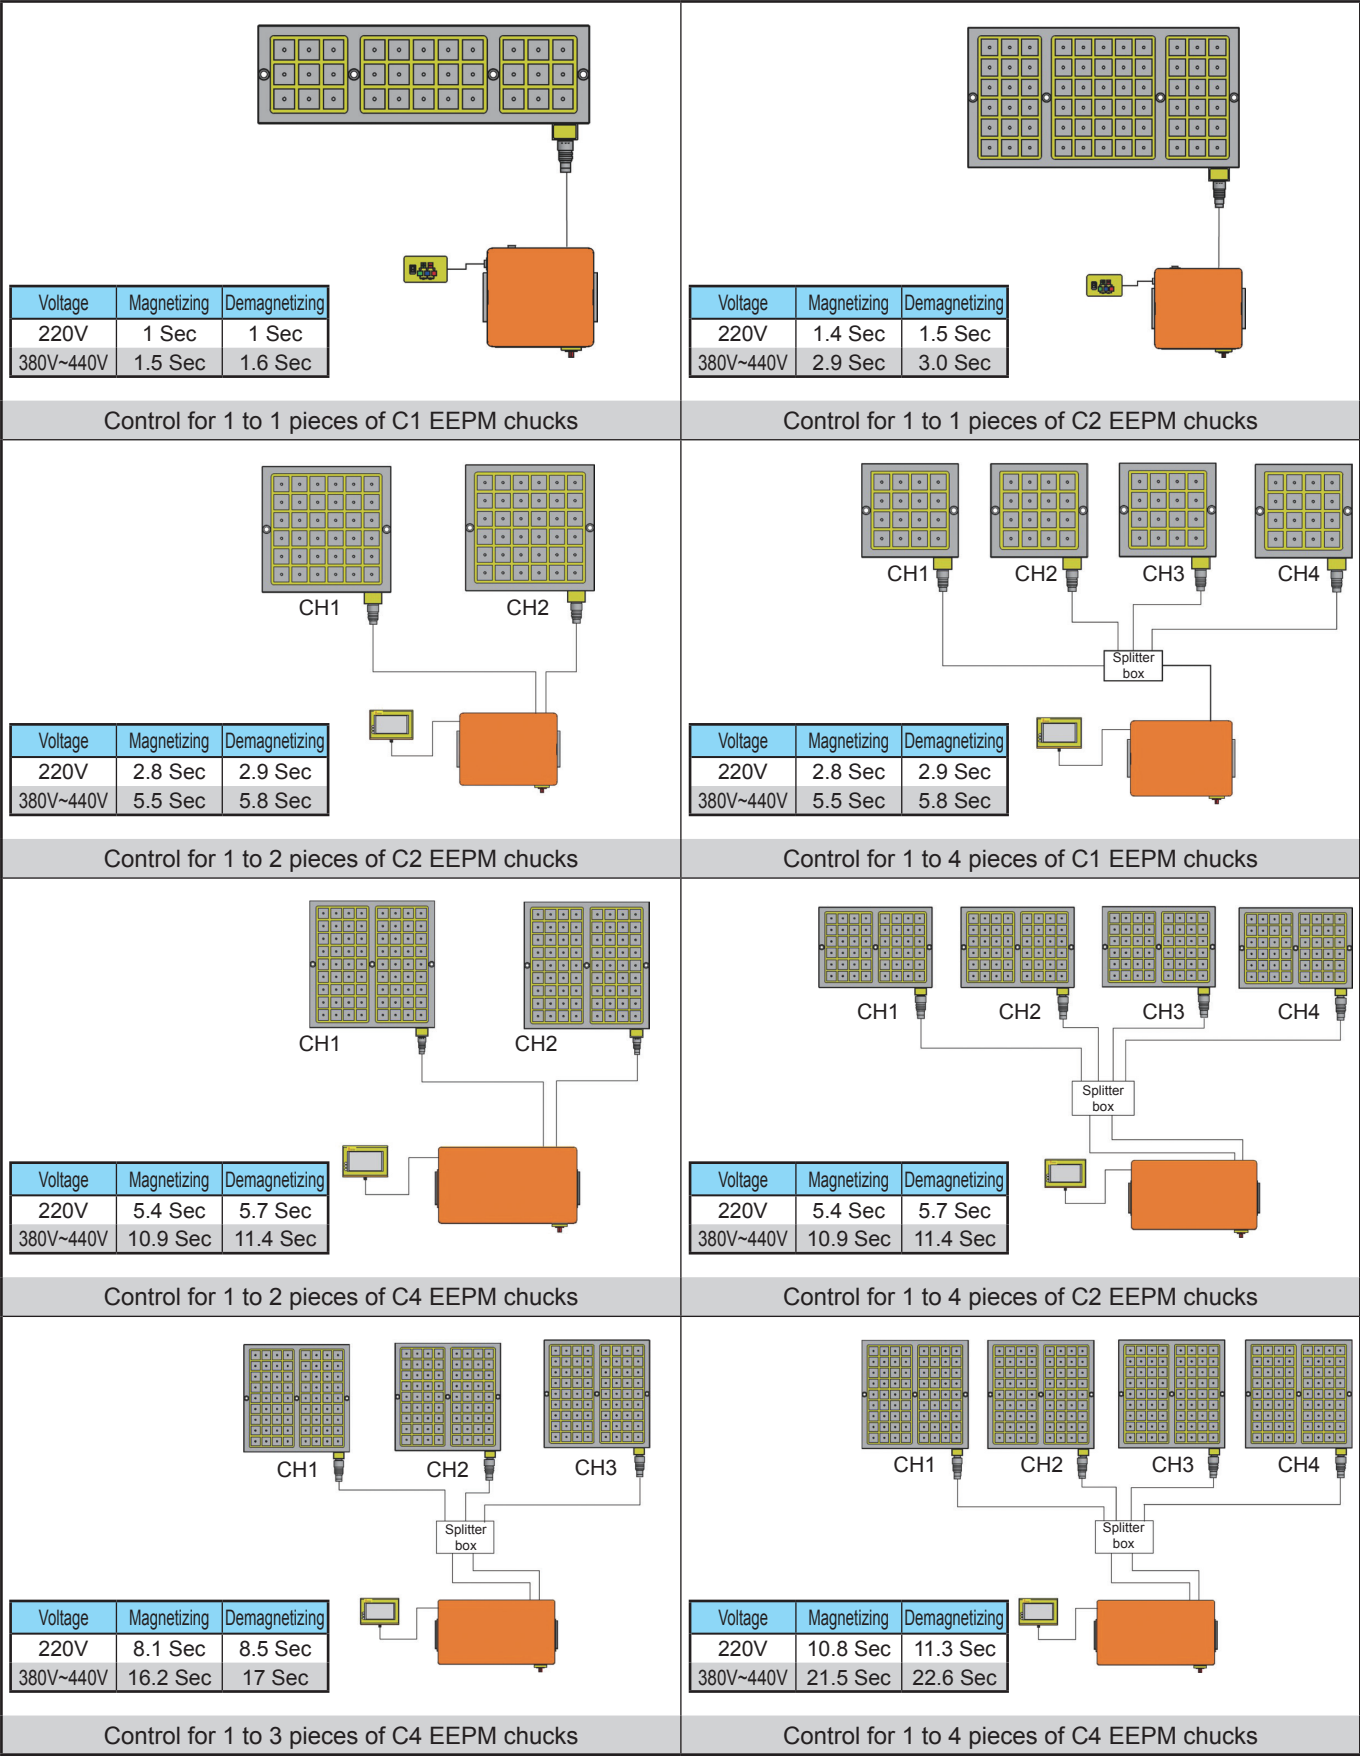 Voltage Magnetizing Demagnetizing
220V 1 Sec 1 Sec
380V~440V 1.5 Sec 1.6 Sec
Control for 1 to 1 pieces of C1 EEPM chucks
Voltage Magnetizing Demagnetizing
220V 1.4 Sec 1.5 Sec
380V~440V 2.9 Sec 3.0 Sec
Control for 1 to 1 pieces of C2 EEPM chucks
CH1 CH2
Voltage Magnetizing Demagnetizing
220V 2.8 Sec 2.9 Sec
380V~440V 5.5 Sec 5.8 Sec
Control for 1 to 2 pieces of C2 EEPM chucks
CH1 CH2 CH3 CH4
Splitter
box
Voltage Magnetizing Demagnetizing
220V 2.8 Sec 2.9 Sec
380V~440V 5.5 Sec 5.8 Sec
Control for 1 to 4 pieces of C1 EEPM chucks
CH1 CH2
Voltage Magnetizing Demagnetizing
220V 5.4 Sec 5.7 Sec
380V~440V 10.9 Sec 11.4 Sec
Control for 1 to 2 pieces of C4 EEPM chucks
CH1 CH2 CH3 CH4
Splitter
box
Voltage Magnetizing Demagnetizing
220V 5.4 Sec 5.7 Sec
380V~440V 10.9 Sec 11.4 Sec
Control for 1 to 4 pieces of C2 EEPM chucks
CH1 CH2 CH3
Splitter
box
Voltage Magnetizing Demagnetizing
220V 8.1 Sec 8.5 Sec
380V~440V 16.2 Sec 17 Sec
Control for 1 to 3 pieces of C4 EEPM chucks
CH1 CH2 CH3 CH4
Splitter
box
Voltage Magnetizing Demagnetizing
220V 10.8 Sec 11.3 Sec
380V~440V 21.5 Sec 22.6 Sec
Control for 1 to 4 pieces of C4 EEPM chucks